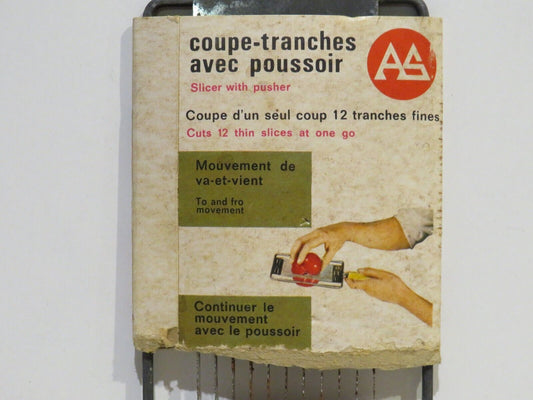 coupe-tranches
avec poussoir
Slicer with pusher
AS
Coupe d'un seul coup 12 tranches fines
Cuts 12 thin slices at one go
Mouvement de
va-et-vient
To and fro
movement
Continuer le
mouvement
avec le poussoir